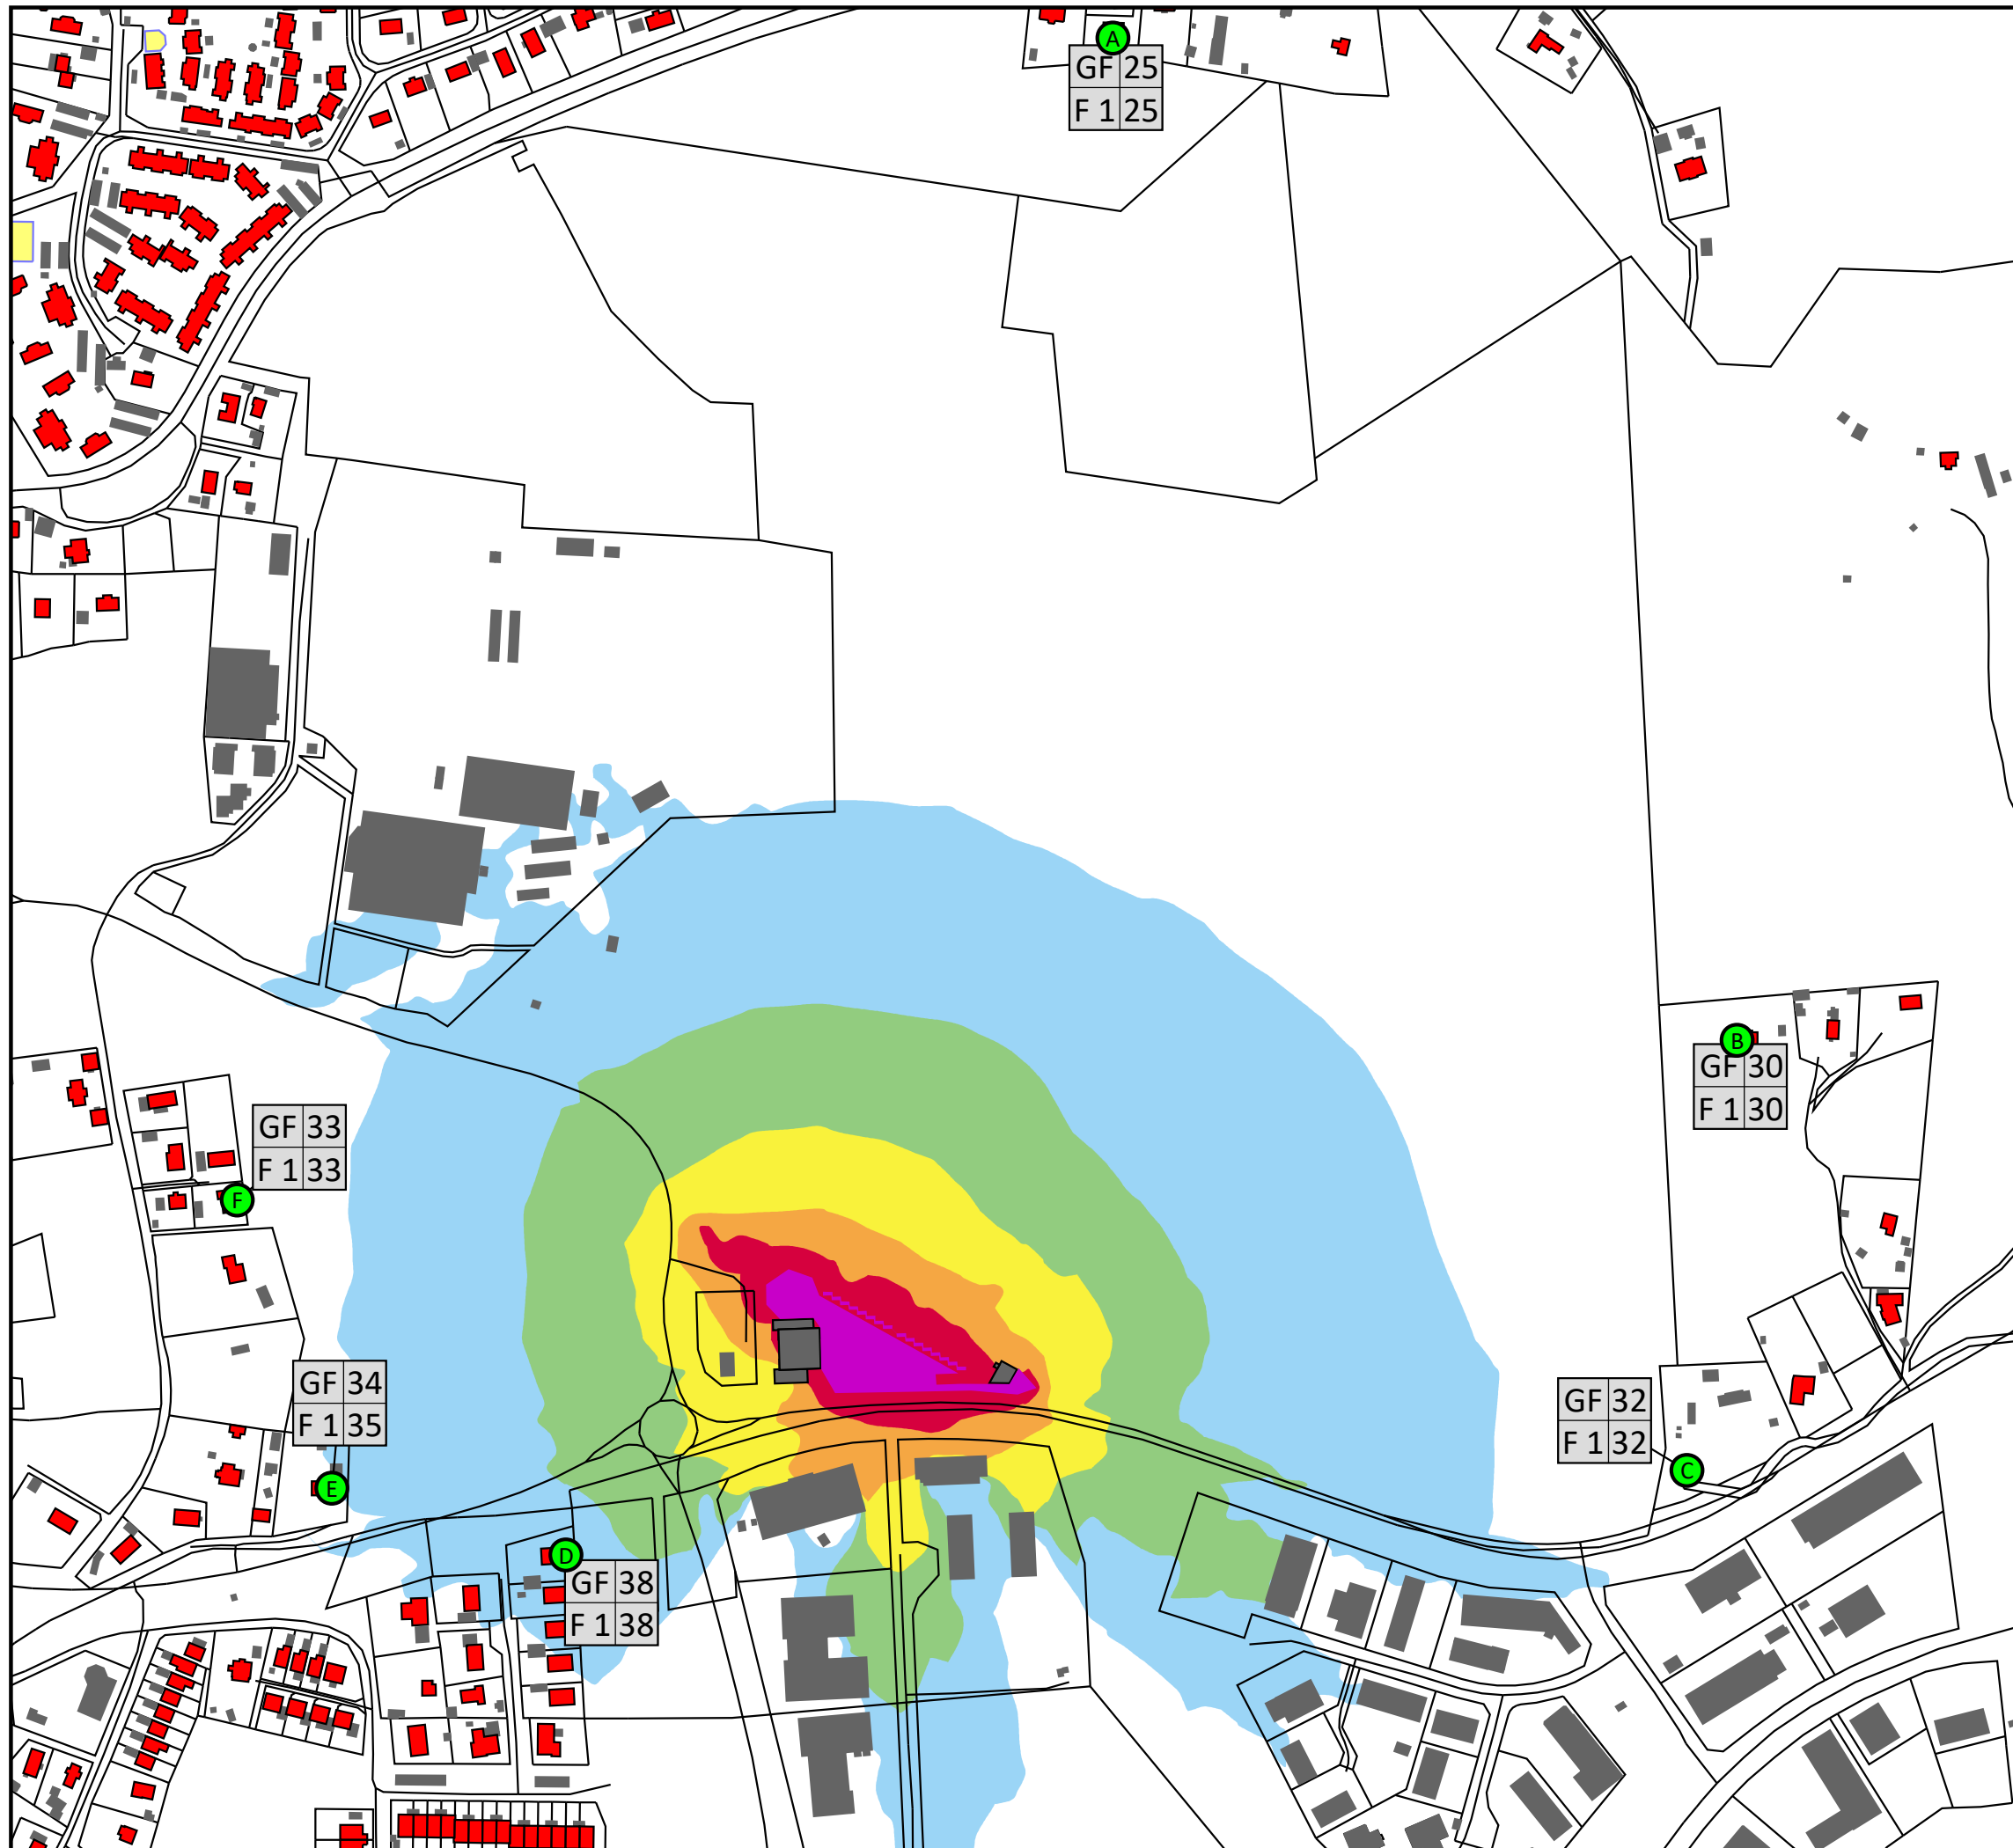 A
GF 25
F 1 25
B
GF 30
F 1 30
GF 33
F 1 33
F
GF 34
F 1 35
E
GF 32
F 1 32
C
D
GF 38
F 1 38